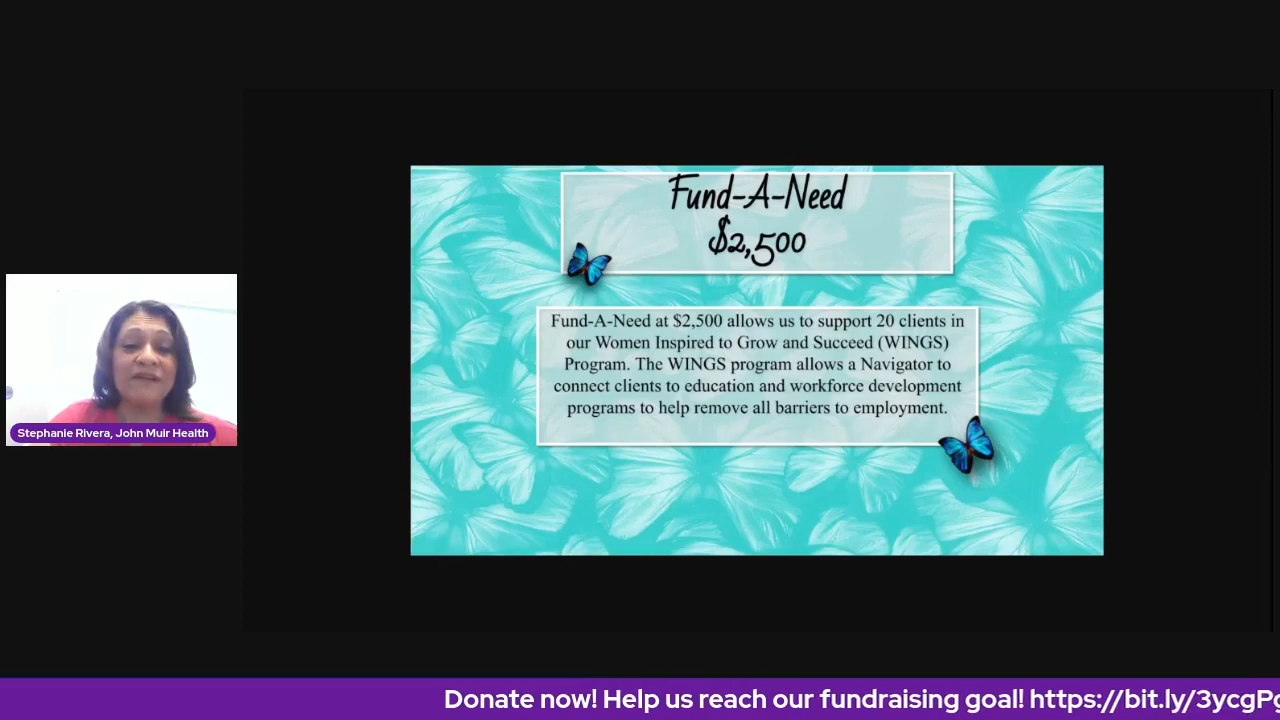 Fund-A-Need
$2,500
Fund-A-Need at $2,500 allows us to support 20 clients in
our Women Inspired to Grow and Succeed (WINGS)
Program. The WINGS program allows a Navigator to
connect clients to education and workforce development
programs to help remove all barriers to employment.
Stephanie Rivera, John Muir Health
Donate now! Help us reach our fundraising goal! https://bit.ly/3ycgPg